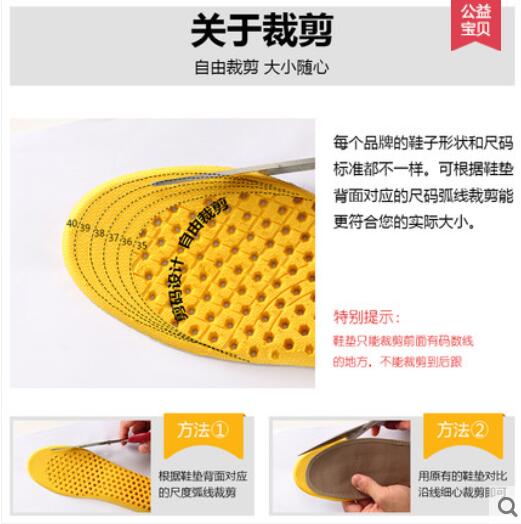 关于裁剪
公益
宝贝
自由裁剪 大小随心
每个品牌的鞋子形状和尺码
标准都不一样。可根据鞋垫
背面对应的尺码弧线裁剪能
更符合您的实际大小。
40 39 38 37 36 35
剪码设计 自由裁剪
特别提示：
鞋垫只能裁剪前面有码数线
的地方，不能裁剪到后跟
方法①
根据鞋垫背面对应
的尺度弧线裁剪
方法②
用原有的鞋垫对比
沿线细心裁剪即可